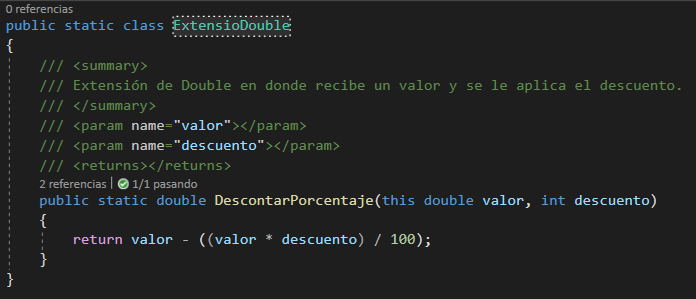 0 referencias
public static class ExtensioDouble
{
/// <summary>
/// Extensión de Double en donde recibe un valor y se le aplica el descuento.
/// </summary>
/// <param name="valor"></param>
/// <param name="descuento"></param>
/// <returns></returns>
2 referencias | 1/1 pasando
public static double DescontarPorcentaje(this double valor, int descuento)
{
return valor - ((valor * descuento) / 100);
}
}